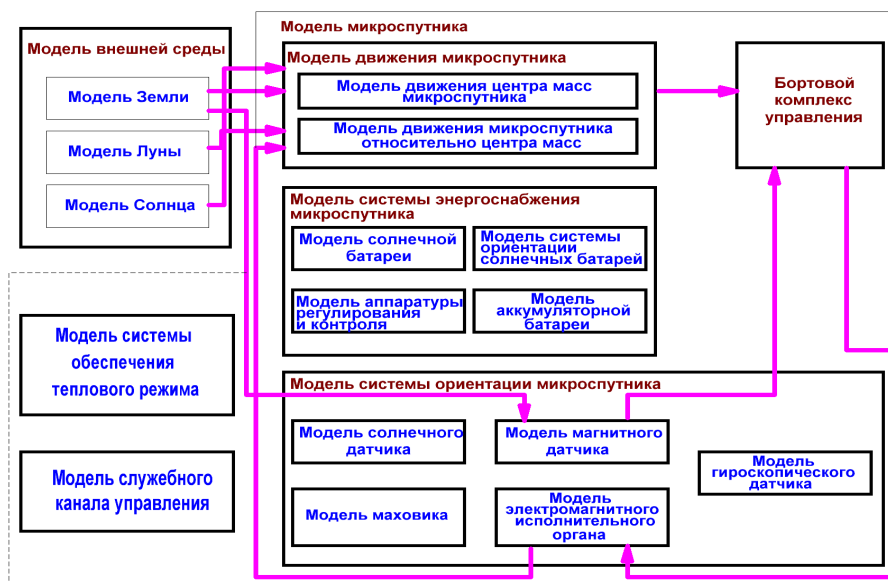 Модель микроспутника
Модель внешней среды
Модель Земли
Модель Луны
Модель Солнца
Модель движения микроспутника
Модель движения центра масс
микроспутника
Модель движения микроспутника
относительно центра масс
Бортовой
комплекс
управления
Модель системы энергоснабжения
микроспутника
Модель солнечной
батареи
Модель системы
ориентации
солнечных батарей
Модель аппаратуры
регулирования
и контроля
Модель
аккумуляторной
батареи
Модель системы
обеспечения
теплового режима
Модель служебного
канала управления
Модель системы ориентации микроспутника
Модель солнечного
датчика
Модель магнитного
датчика
Модель
гироскопического
датчика
Модель маховика
Модель
электромагнитного
исполнительного
органа